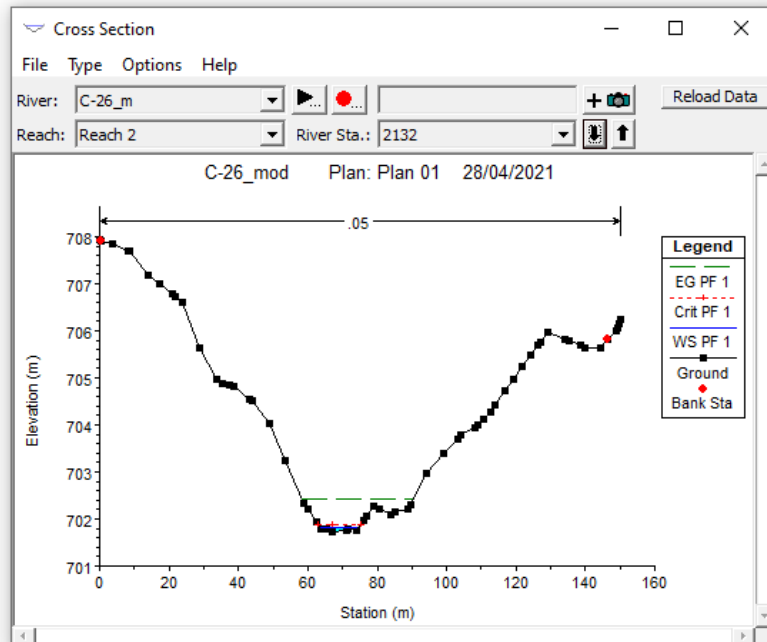 Cross Section
File Type Options Help
River: C-26_m ... ... + Reload Data
Reach: Reach 2 River Sta.: 2132
C-26_mod Plan: Plan 01 28/04/2021
.05
708
707
706
705
704
703
702
701
Elevation (m)
0 20 40 60 80 100 120 140 160
Station (m)
Legend
EG PF 1
Crit PF 1
WS PF 1
Ground
Bank Sta